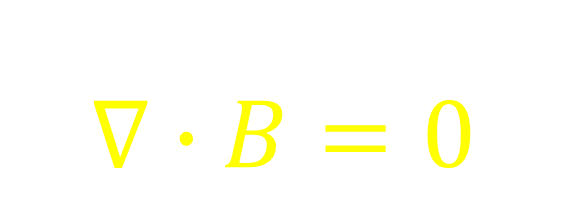 ∇ · B = 0